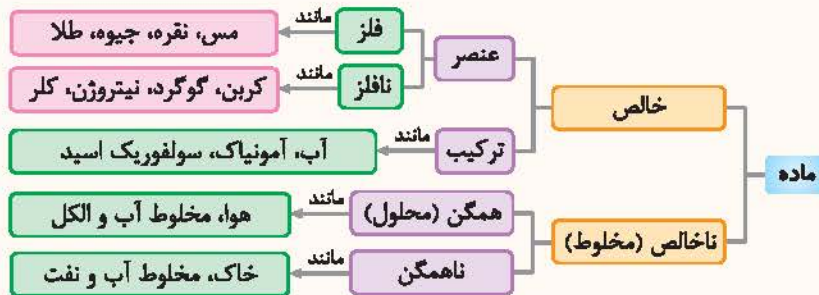 ماده
خالص
عنصر
فلز
مانند
مس، نقره، جیوه، طلا
نافلز
مانند
کربن، گوگرد، نیتروژن، کلر
ترکیب
مانند
آب، آمونیاک، سولفوریک اسید
ناخالص (مخلوط)
همگن (محلول)
مانند
هوا، مخلوط آب و الکل
ناهمگن
مانند
خاک، مخلوط آب و نفت